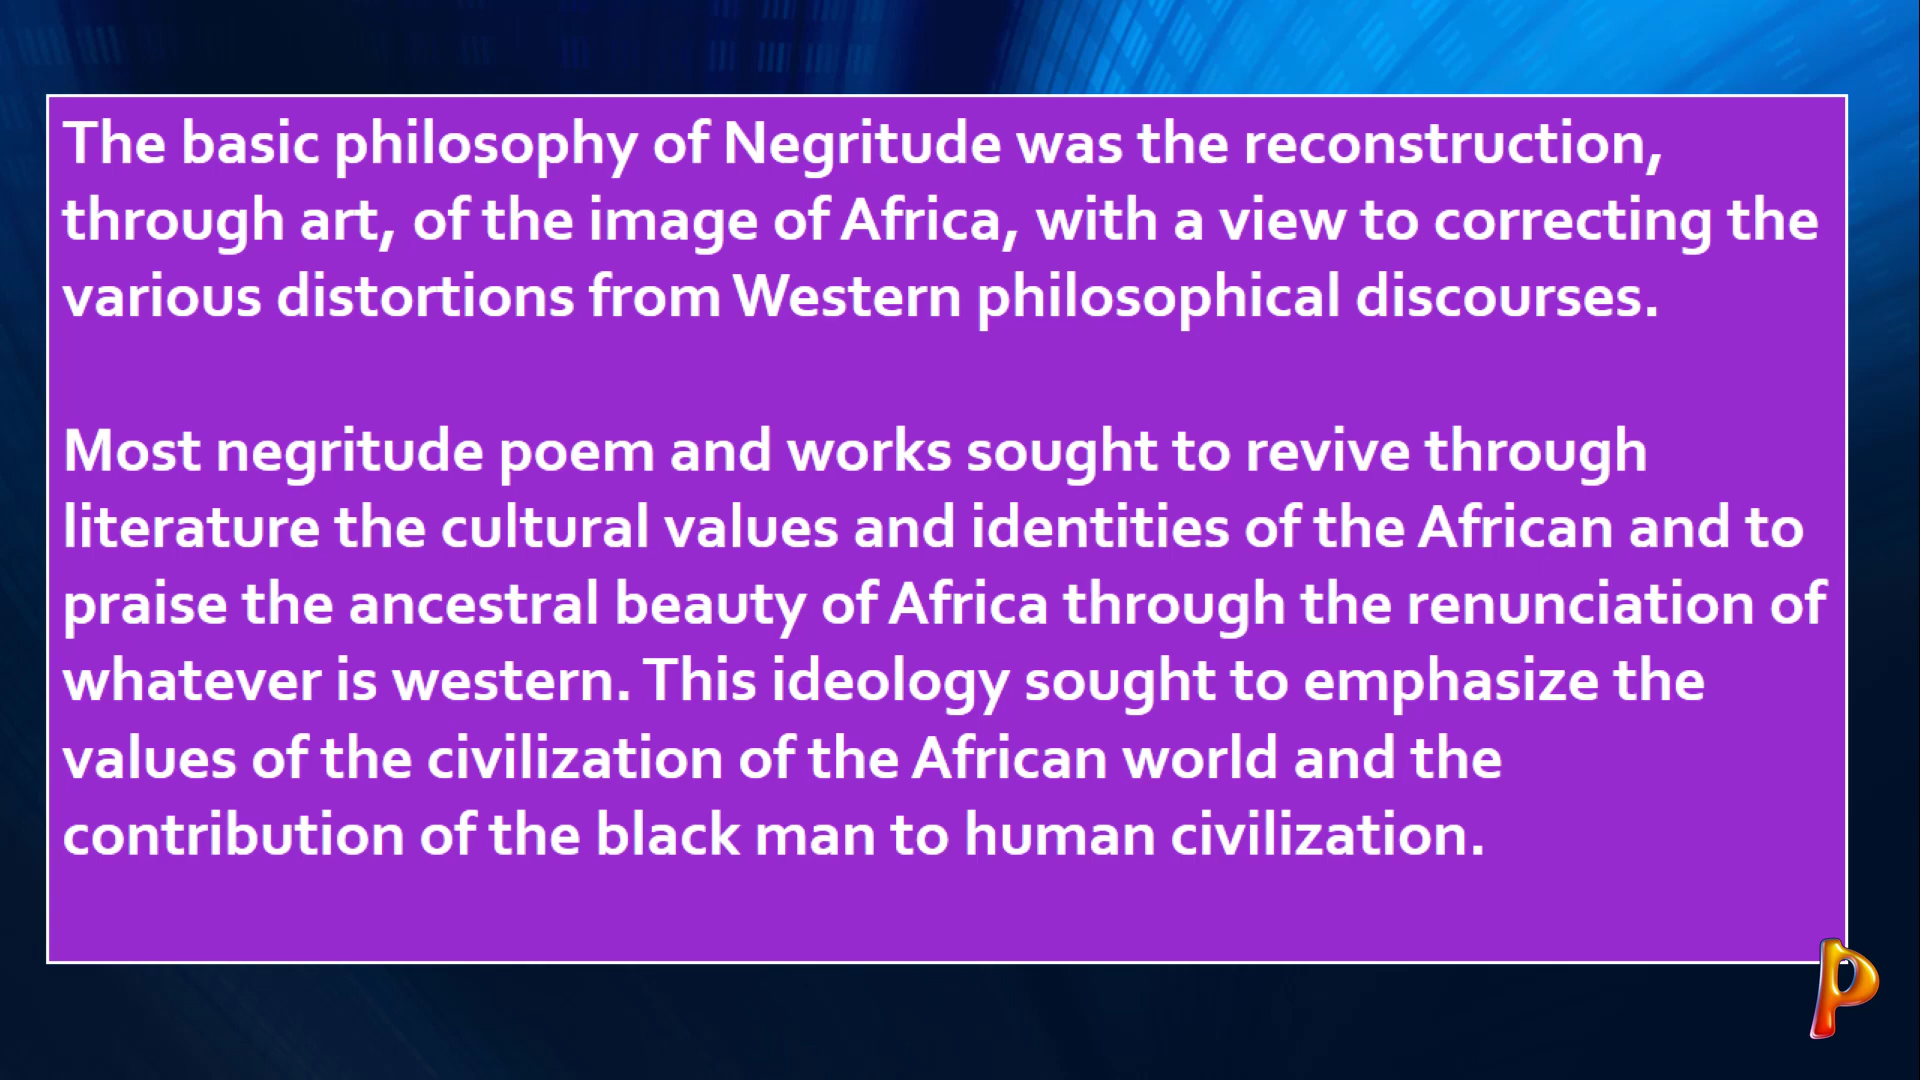 The basic philosophy of Negritude was the reconstruction,
through art, of the image of Africa, with a view to correcting the
various distortions from Western philosophical discourses.
Most negritude poem and works sought to revive through
literature the cultural values and identities of the African and to
praise the ancestral beauty of Africa through the renunciation of
whatever is western. This ideology sought to emphasize the
values of the civilization of the African world and the
contribution of the black man to human civilization.
P